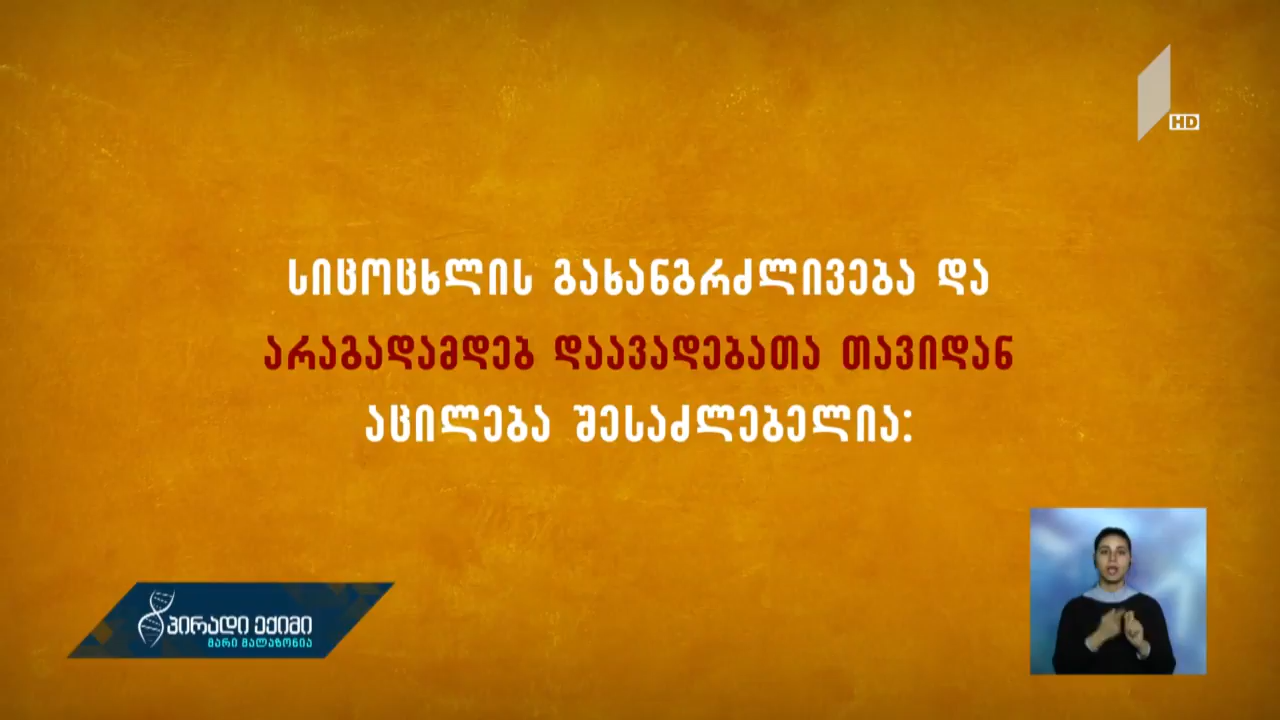 HD
სიცოცხლის გახანგრძლივება და
არაგადამდებ დაავადებათა თავიდან
აცილება შესაძლებელია:
პირადი ექიმი
მარი მალაზონია